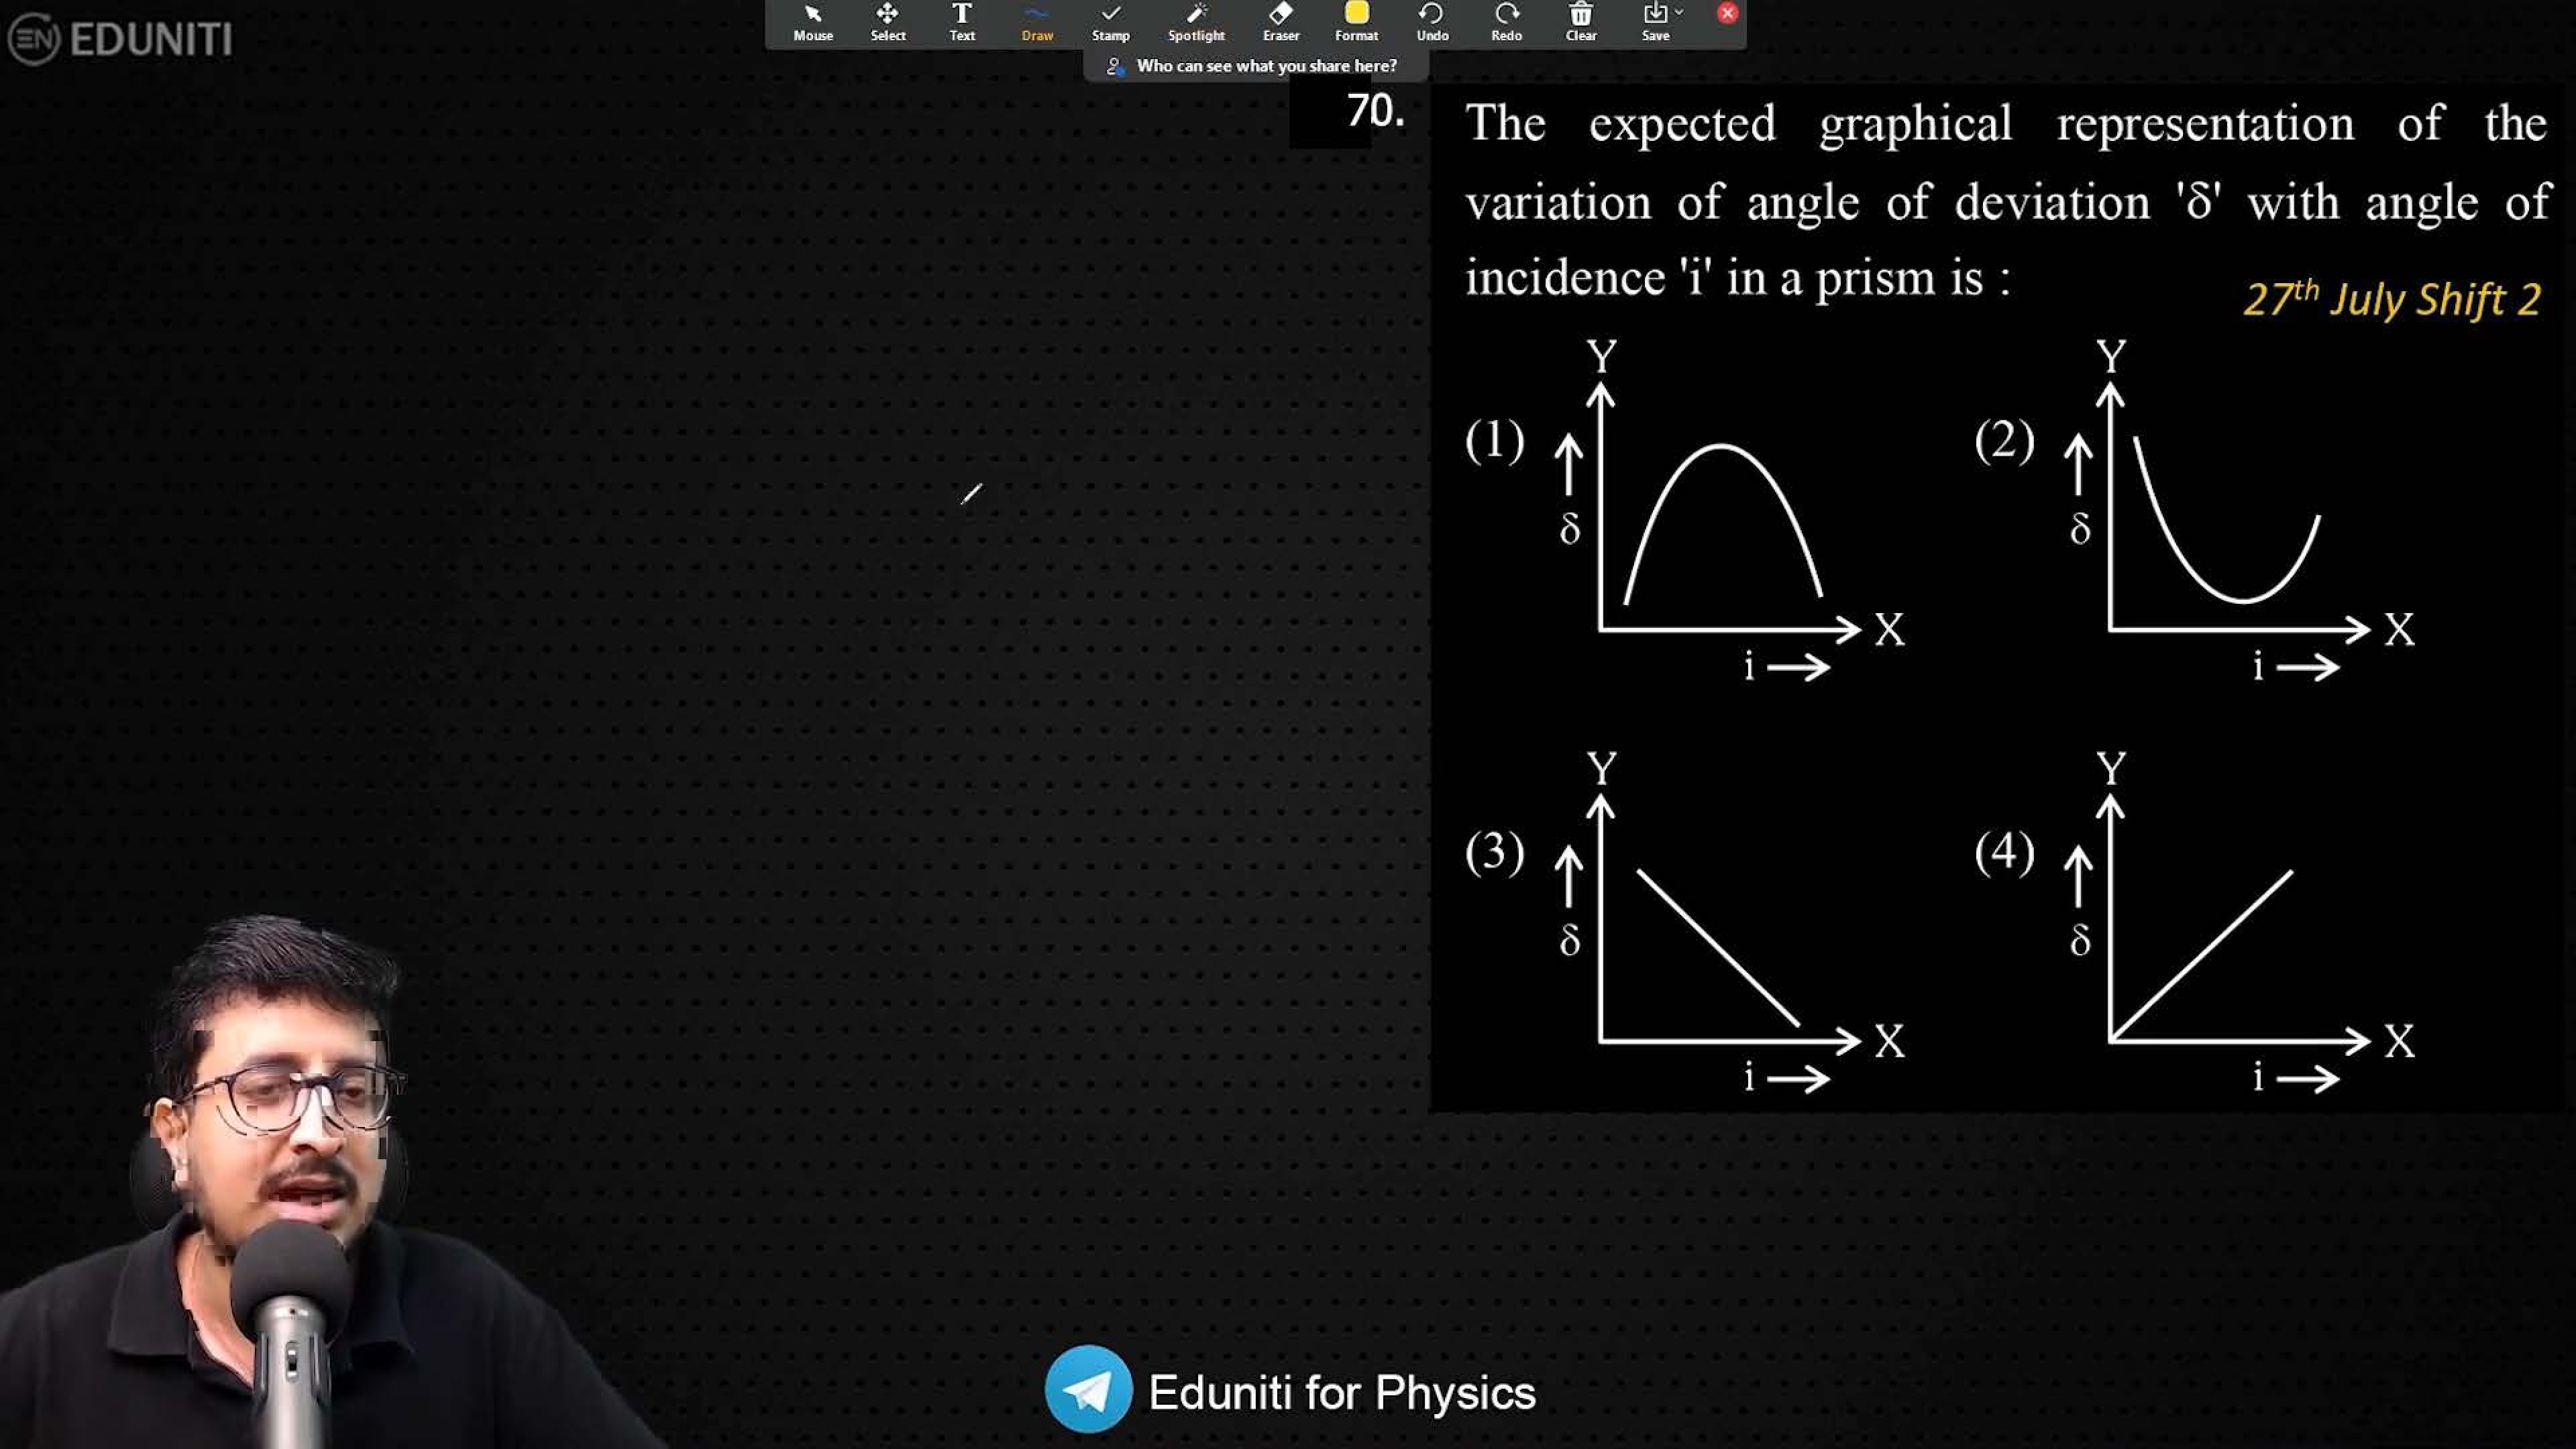 EDUNITI
Mouse Select Text Draw Stamp Spotlight Eraser Format Undo Redo Clear Save
Who can see what you share here?
70. The expected graphical representation of the
variation of angle of deviation 'δ' with angle of
incidence 'i' in a prism is :
27th July Shift 2
(1) Y
δ
X
i
(2) Y
δ
X
i
(3) Y
δ
X
i
(4) Y
δ
X
i
Eduniti for Physics